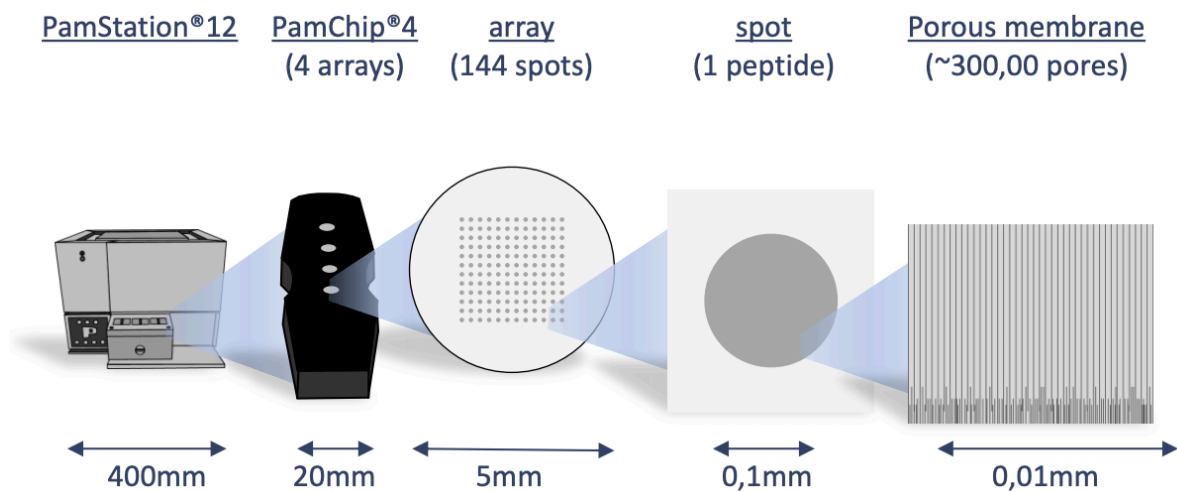 PamStation®12
PamChip®4
(4 arrays)
array
(144 spots)
spot
(1 peptide)
Porous membrane
(~300,00 pores)
P
400mm
20mm
5mm
0,1mm
0,01mm